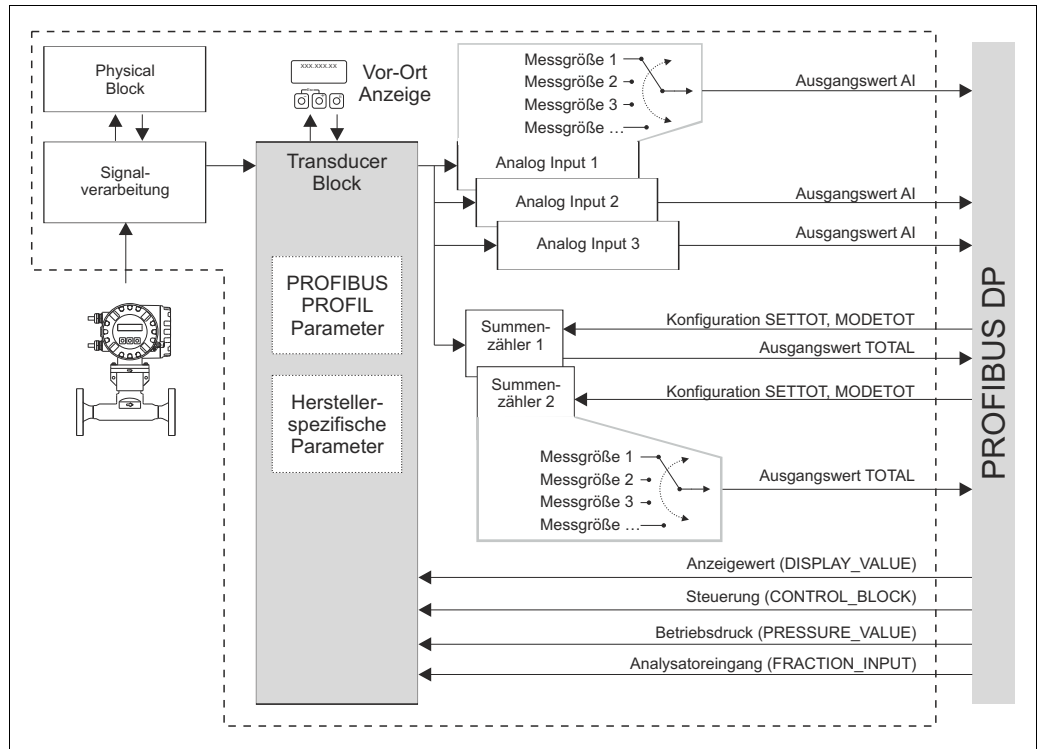 Physical
Block
Signal-
verarbeitung
xxx.xxx.xx
Vor-Ort
Anzeige
Transducer
Block
PROFIBUS
PROFIL
Parameter
Hersteller-
spezifische
Parameter
Messgröße 1
Messgröße 2
Messgröße 3
Messgröße ...
Analog Input 1
Analog Input 2
Analog Input 3
Ausgangswert AI
Ausgangswert AI
Ausgangswert AI
Summen-
zähler 1
Konfiguration SETTOT, MODETOT
Ausgangswert TOTAL
Summen-
zähler 2
Konfiguration SETTOT, MODETOT
Messgröße 1
Messgröße 2
Messgröße 3
Messgröße ...
Ausgangswert TOTAL
Anzeigewert (DISPLAY_VALUE)
Steuerung (CONTROL_BLOCK)
Betriebsdruck (PRESSURE_VALUE)
Analysatoreingang (FRACTION_INPUT)
PROFIBUS DP